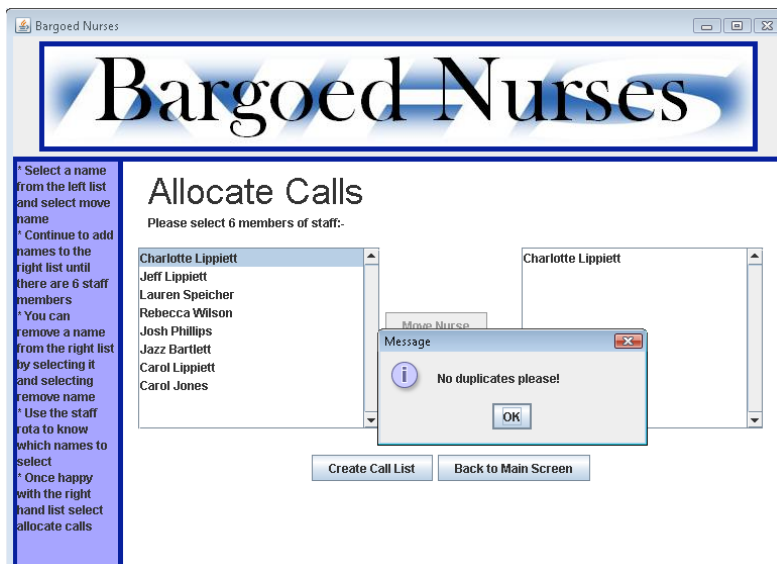 Bargoed Nurses
Bargoed Nurses
* Select a name
from the left list
and select move
name
* Continue to add
names to the
right list until
there are 6 staff
members
* You can
remove a name
from the right list
by selecting it
and selecting
remove name
* Use the staff
rota to know
which names to
select
* Once happy
with the right
hand list select
allocate calls
Allocate Calls
Please select 6 members of staff:-
Charlotte Lippiett
Jeff Lippiett
Lauren Speicher
Rebecca Wilson
Josh Phillips
Jazz Bartlett
Carol Lippiett
Carol Jones
Move Nurse
Charlotte Lippiett
Message
No duplicates please!
OK
Create Call List
Back to Main Screen